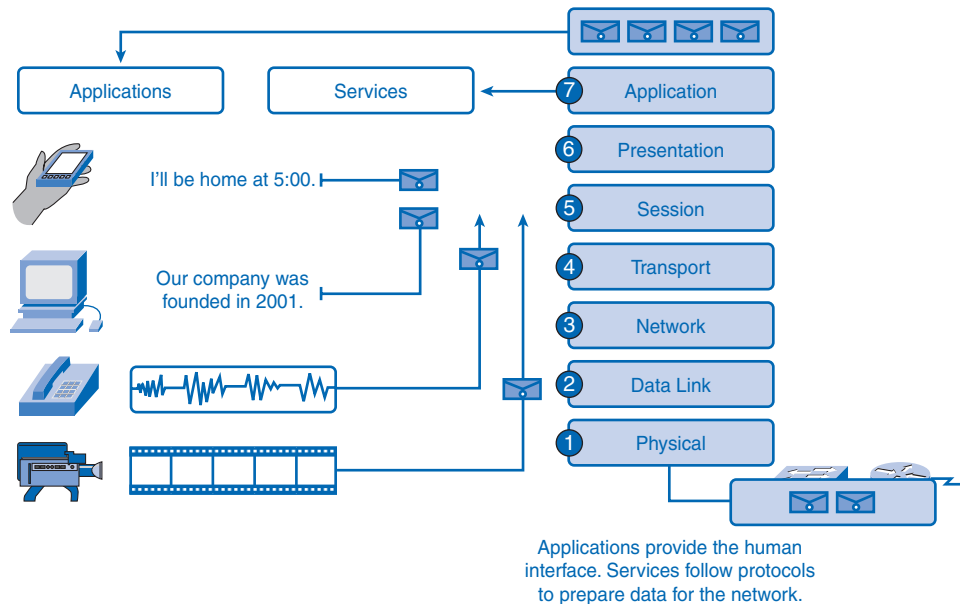 Applications
Services
7 Application
6 Presentation
I'll be home at 5:00.
5 Session
4 Transport
Our company was
founded in 2001.
3 Network
2 Data Link
1 Physical
Applications provide the human
interface. Services follow protocols
to prepare data for the network.